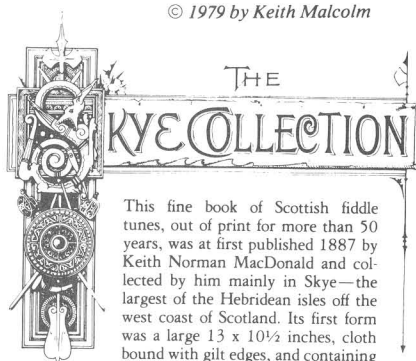 © 1979 by Keith Malcolm
THE
SKYE COLLECTION
This fine book of Scottish fiddle
tunes, out of print for more than 50
years, was at first published 1887 by
Keith Norman MacDonald and col-
lected by him mainly in Skye—the
largest of the Hebridean isles off the
west coast of Scotland. Its first form
was a large 13 x 10½ inches, cloth
bound with gilt edges, and containing